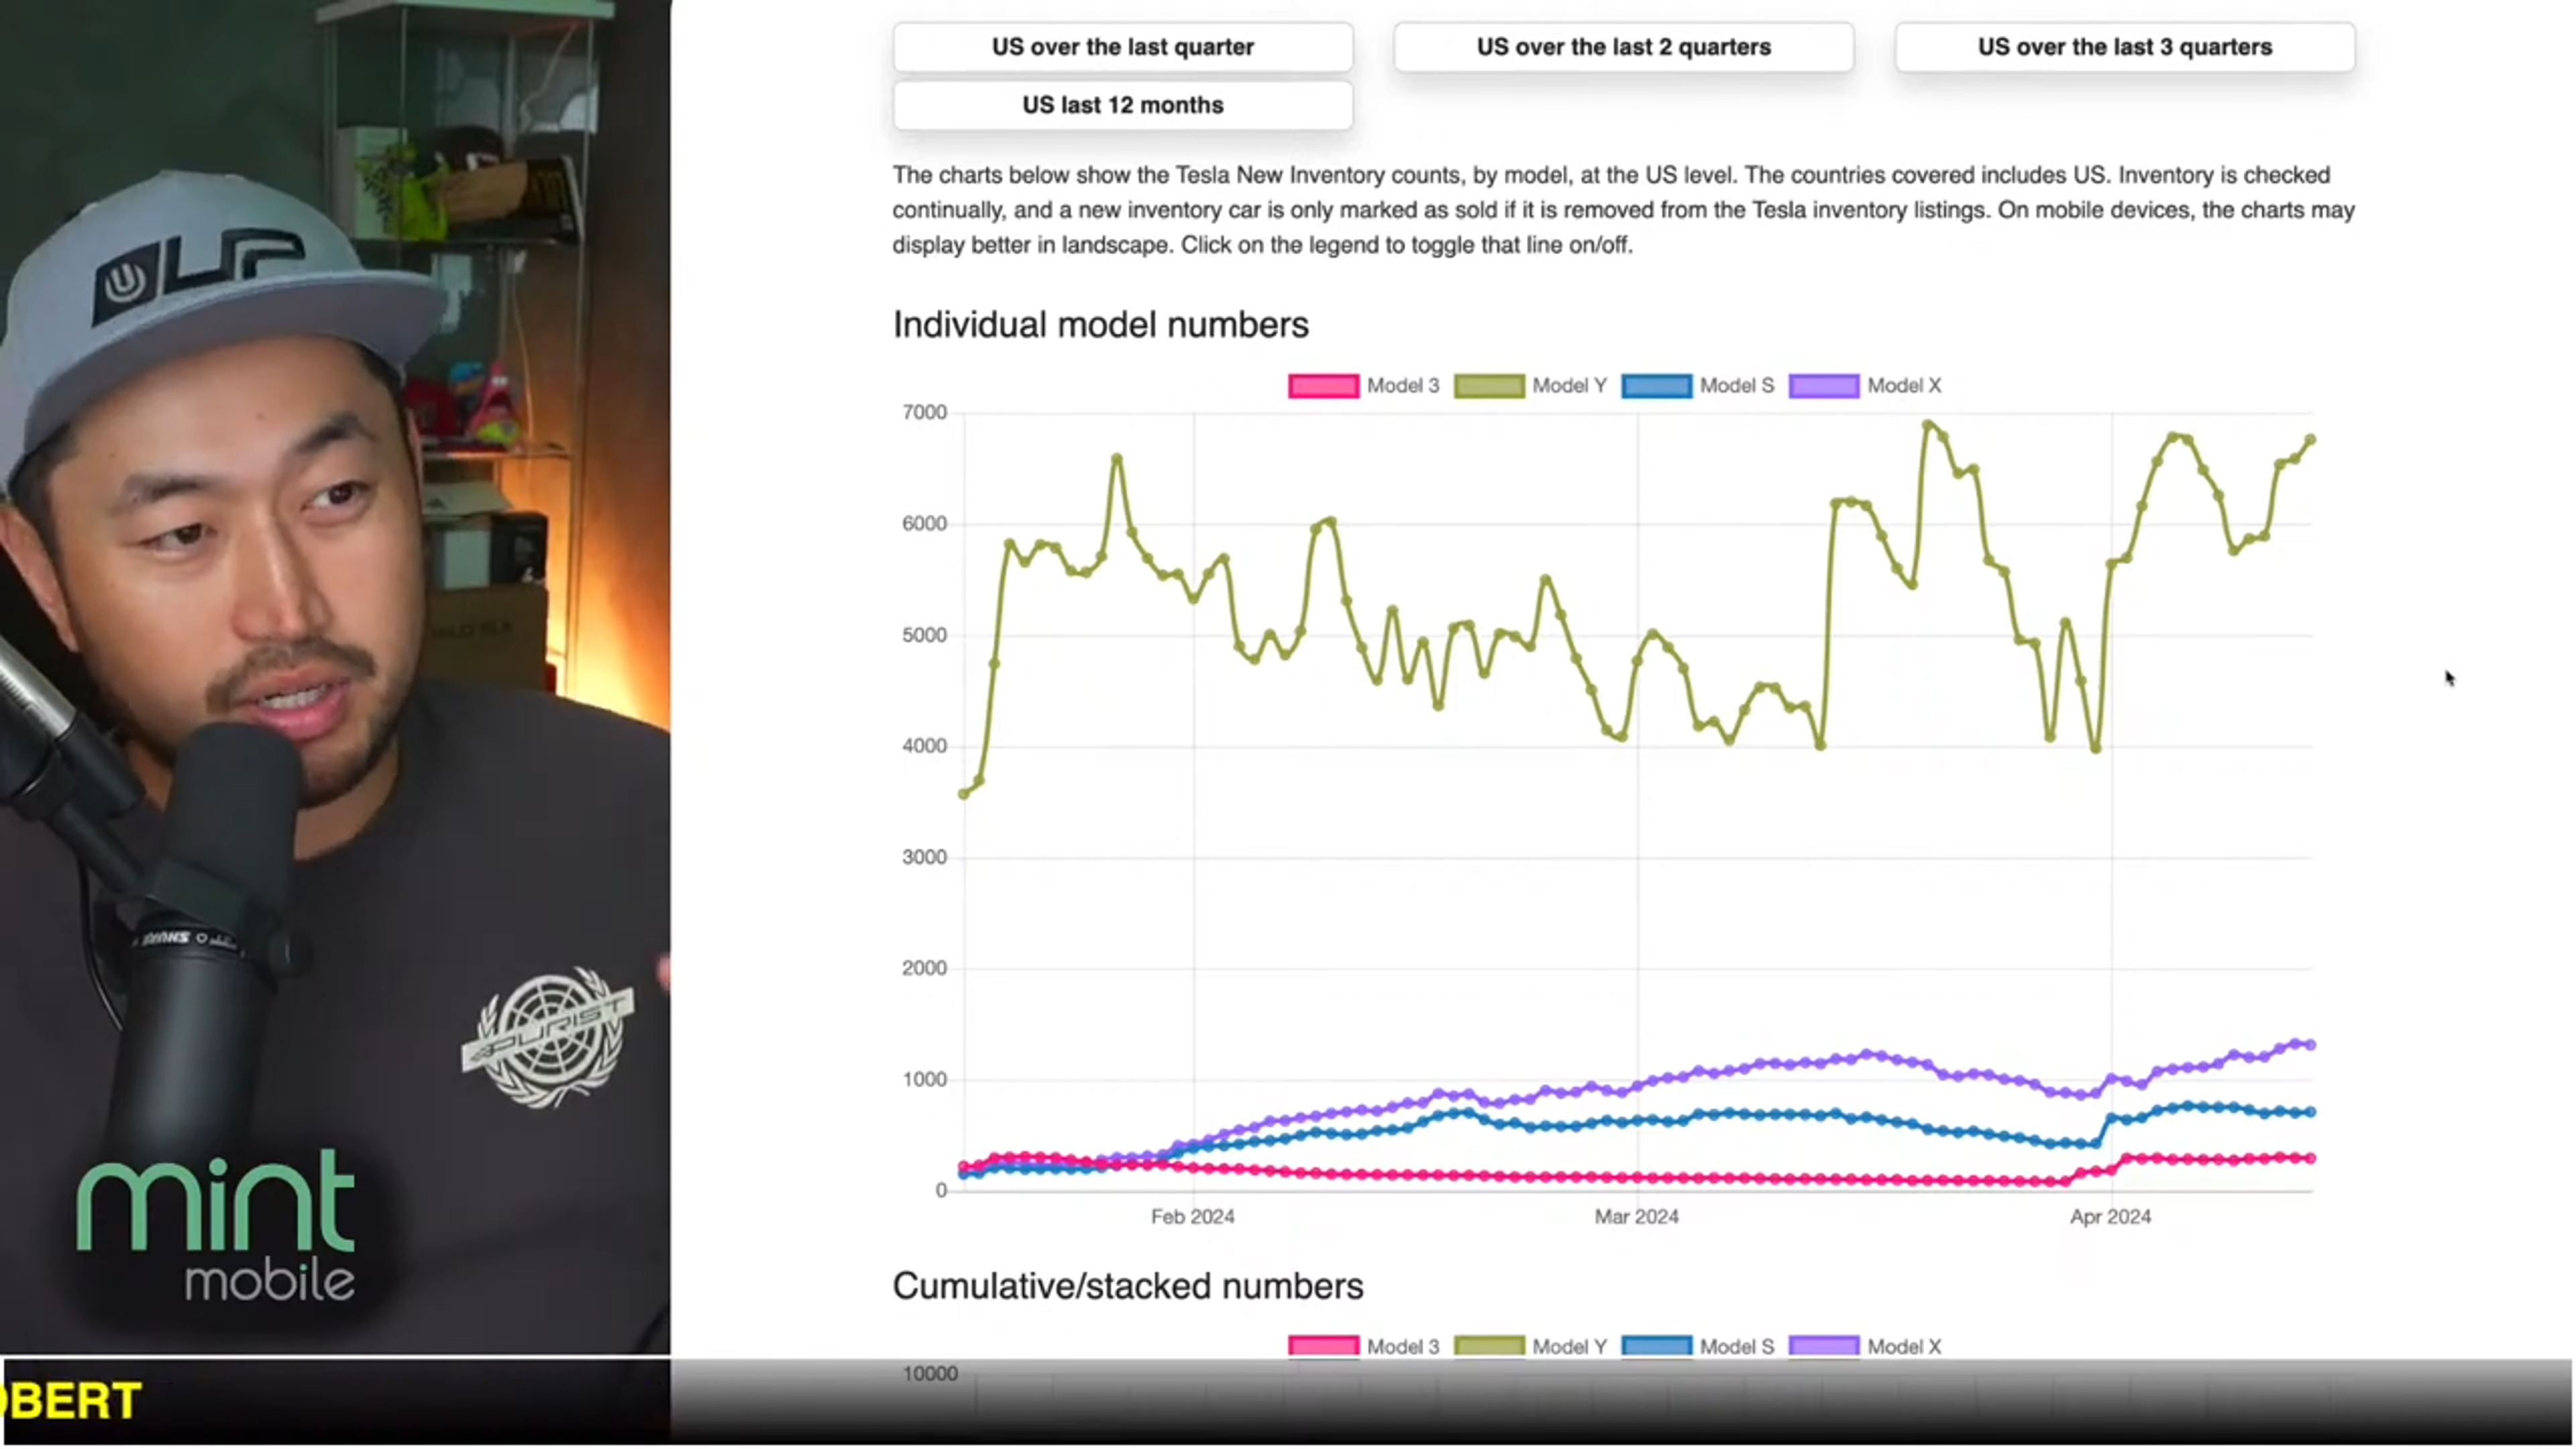 US over the last quarter
US over the last 2 quarters
US over the last 3 quarters
US last 12 months
The charts below show the Tesla New Inventory counts, by model, at the US level. The countries covered includes US. Inventory is checked
continually, and a new inventory car is only marked as sold if it is removed from the Tesla inventory listings. On mobile devices, the charts may
display better in landscape. Click on the legend to toggle that line on/off.
Individual model numbers
Model 3 Model Y Model S Model X
7000
6000
5000
4000
3000
2000
1000
0
Feb 2024 Mar 2024 Apr 2024
Cumulative/stacked numbers
Model 3 Model Y Model S Model X
10000
PURIST
mint
mobile
OBERT